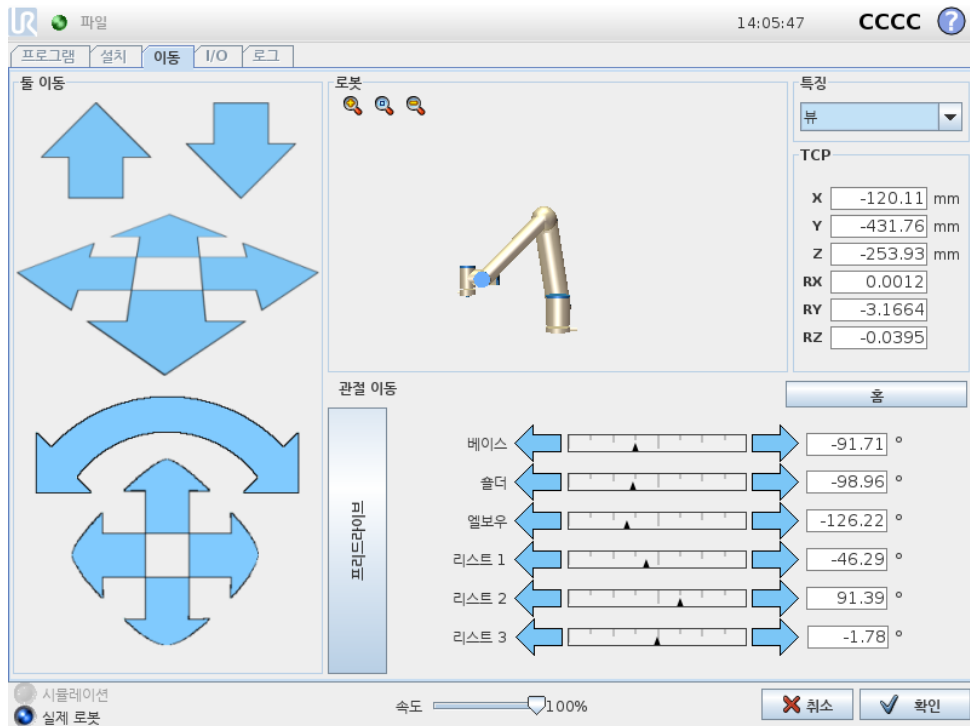 UR 파일 14:05:47 CCCC ?
프로그램 설치 이동 I/O 로그
툴 이동
로봇
특징
뷰
TCP
X -120.11 mm
Y -431.76 mm
Z -253.93 mm
RX 0.0012
RY -3.1664
RZ -0.0395
관절 이동
홈
프리드라이브
베이스 -91.71 °
숄더 -98.96 °
엘보우 -126.22 °
리스트 1 -46.29 °
리스트 2 91.39 °
리스트 3 -1.78 °
시뮬레이션
실제 로봇
속도 100%
취소
확인